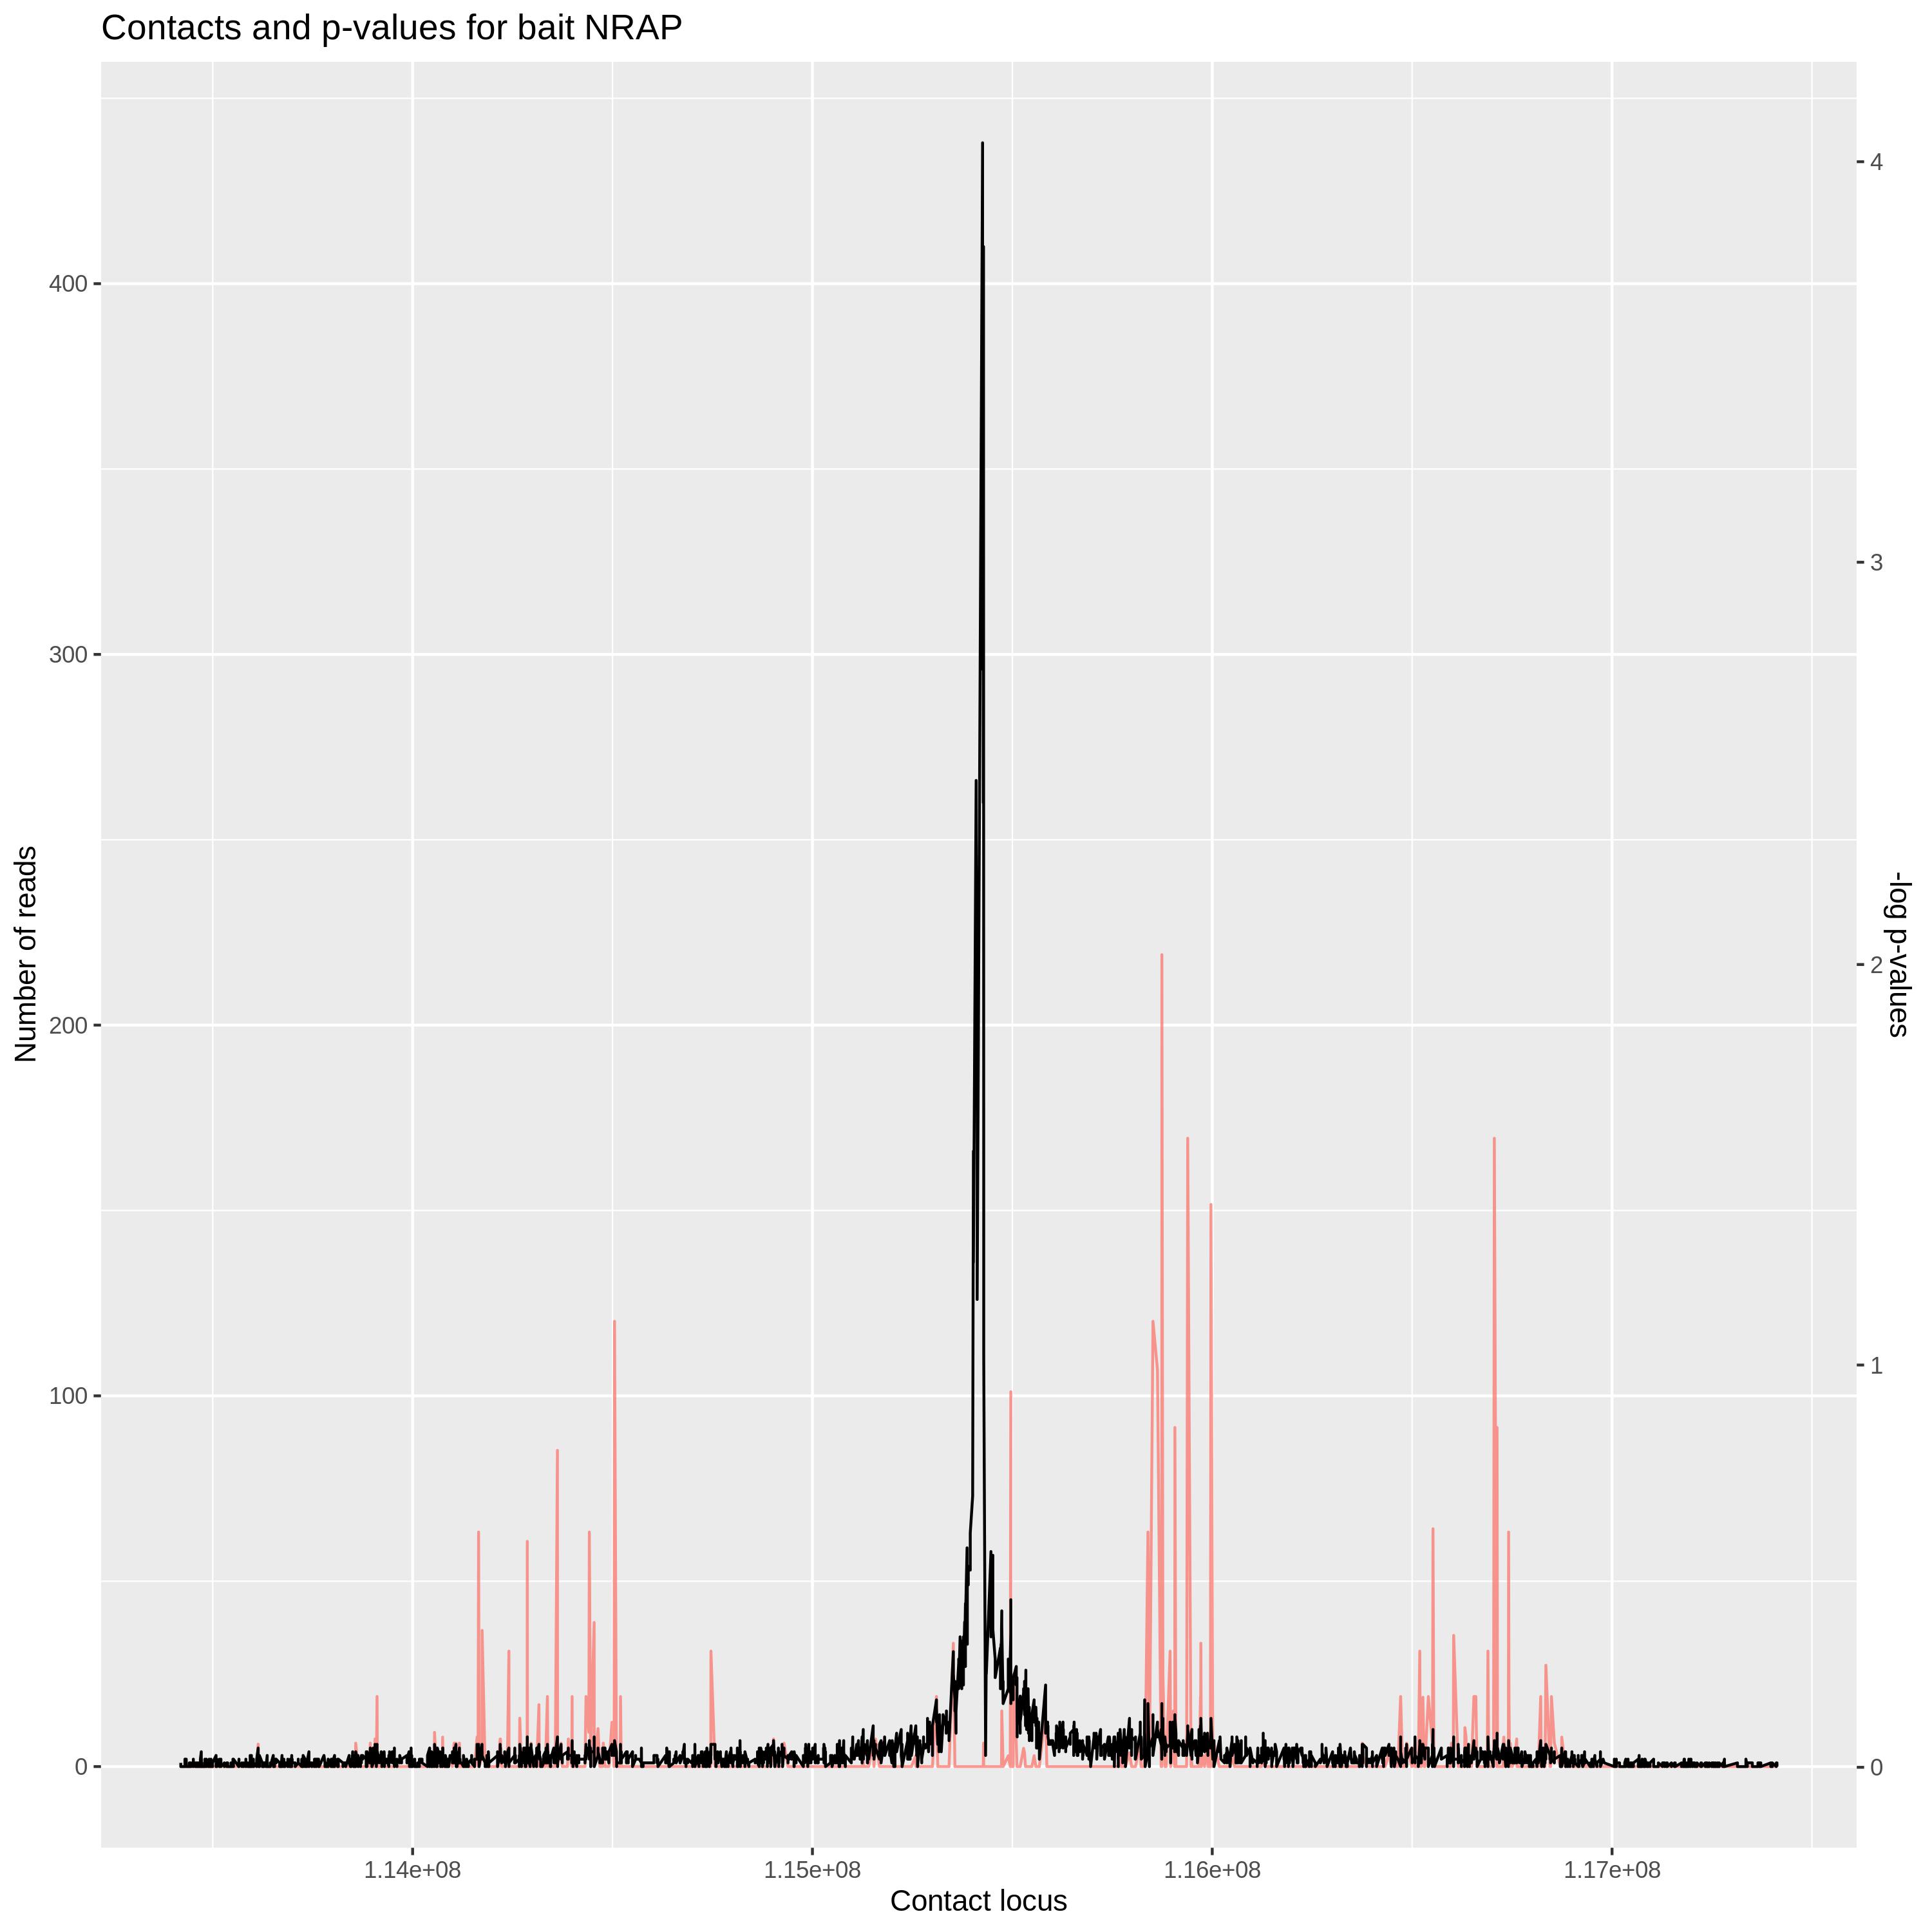 Contacts and p-values for bait NRAP
Number of reads
400
300
200
100
0
4
3
2
1
0
-log p-values
1.14e+08
1.15e+08
1.16e+08
1.17e+08
Contact locus